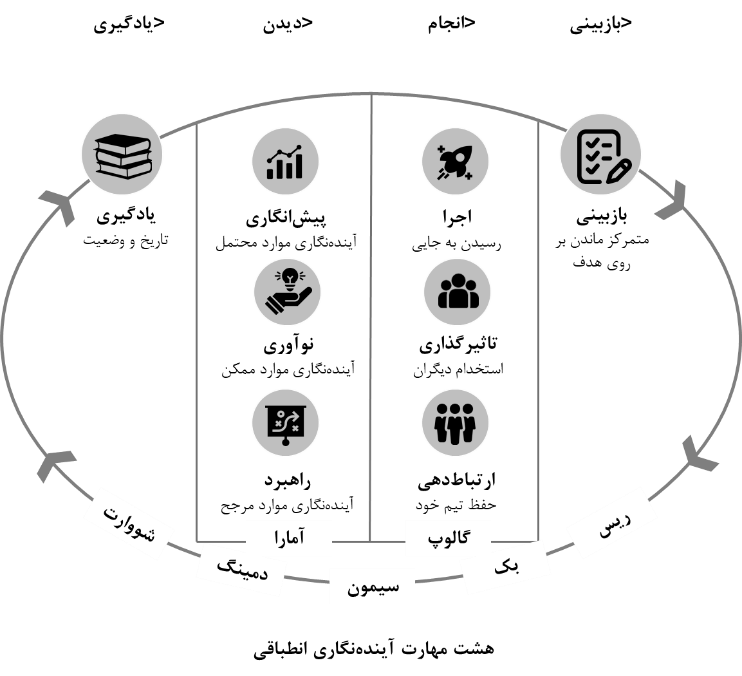 >یادگیری
>دیدن
>انجام
>بازبینی
یادگیری
تاریخ و وضعیت
پیش‌انگاری
آینده‌نگاری موارد محتمل
نوآوری
آینده‌نگاری موارد ممکن
راهبرد
آینده‌نگاری موارد مرجح
آمارا
اجرا
رسیدن به جایی
تاثیرگذاری
استخدام دیگران
ارتباط‌دهی
حفظ تیم خود
گالوپ
بازبینی
متمرکز ماندن بر
روی هدف
شووارت
دمینگ
سیمون
بک
ریس
هشت مهارت آینده‌نگاری انطباقی